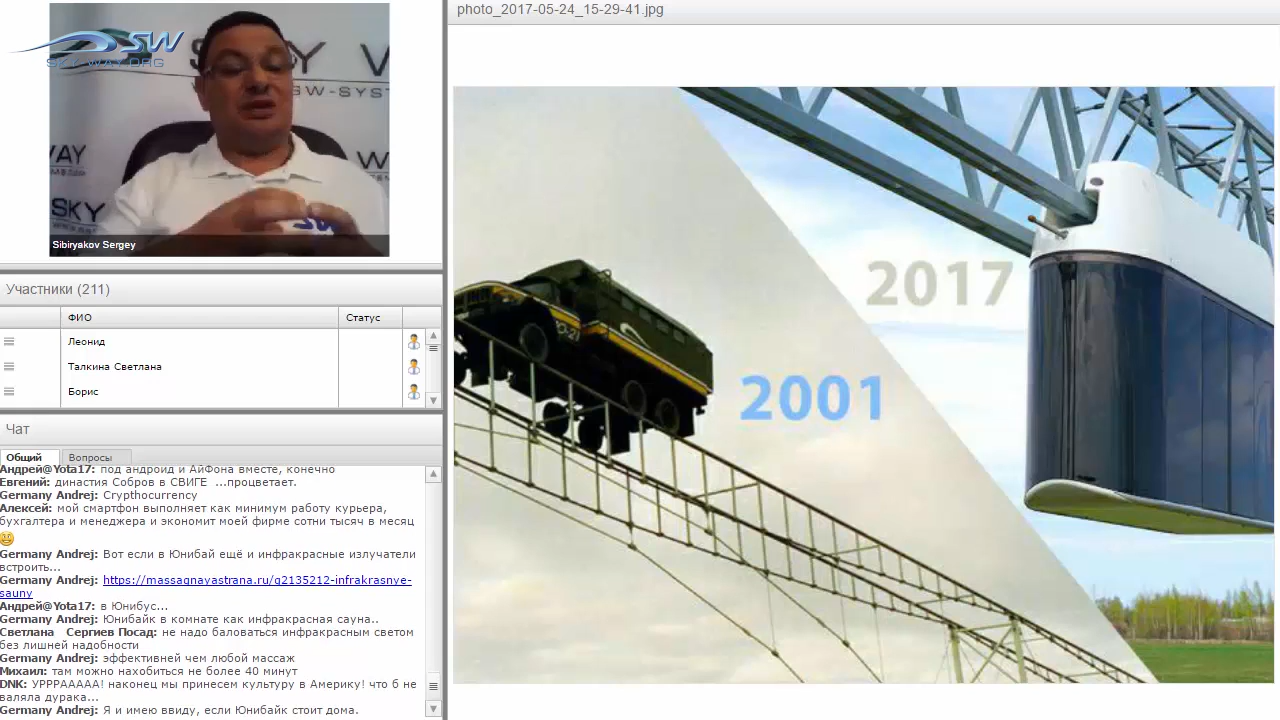 photo_2017-05-24_15-29-41.jpg
SW
SKY WAY.ORG
SKY W
SW-SYST
WAY
SKY
Sibiryakov Sergey
Участники (211)
ФИО
Статус
Леонид
Талкина Светлана
Борис
Чат
Общий
Вопросы
Андрей@Yota17: под андроид и АйФона вместе, конечно
Евгений: династия Собров в СВИГЕ ...процветает.
Germany Andrej: Crypthocurrency
Алексей: мой смартфон выполняет как минимум работу курьера,
бухгалтера и менеджера и экономит моей фирме сотни тысяч в месяц
Germany Andrej: Вот если в Юнибай ещё и инфракрасные излучатели
встроить...
Germany Andrej: https://massagnayastrana.ru/g2135212-infrakrasnye-
sauny
Андрей@Yota17: в Юнибус...
Germany Andrej: Юнибайк в комнате как инфракрасная сауна..
Светлана Сергиев Посад: не надо баловаться инфракрасным светом
без лишней надобности
Germany Andrej: эффективней чем любой массаж
Михаил: там можно нахобиться не более 40 минут
DNK: УРРРААААА! наконец мы принесем культуру в Америку! что б не
валяла дурака...
Germany Andrej: Я и имею ввиду, если Юнибайк стоит дома.
2017
2001